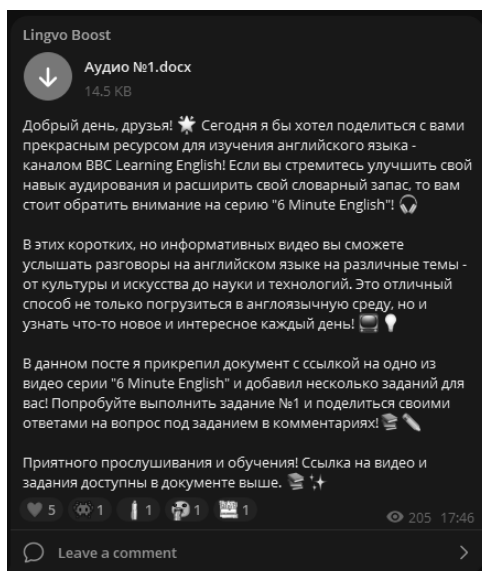 Lingvo Boost
Аудио №1.docx
14.5 KB
Добрый день, друзья! 🌟 Сегодня я бы хотел поделиться с вами
прекрасным ресурсом для изучения английского языка -
каналом BBC Learning English! Если вы стремитесь улучшить свой
навык аудирования и расширить свой словарный запас, то вам
стоит обратить внимание на серию "6 Minute English"! 🎧
В этих коротких, но информативных видео вы сможете
услышать разговоры на английском языке на различные темы -
от культуры и искусства до науки и технологий. Это отличный
способ не только погрузиться в англоязычную среду, но и
узнать что-то новое и интересное каждый день! 📺💡
В данном посте я прикрепил документ с ссылкой на одно из
видео серии "6 Minute English" и добавил несколько заданий для
вас! Попробуйте выполнить задание №1 и поделиться своими
ответами на вопрос под заданием в комментариях! 📚✏️
Приятного прослушивания и обучения! Ссылка на видео и
задания доступны в документе выше. 📚✨
5 1 1 1 1
205 17:46
Leave a comment